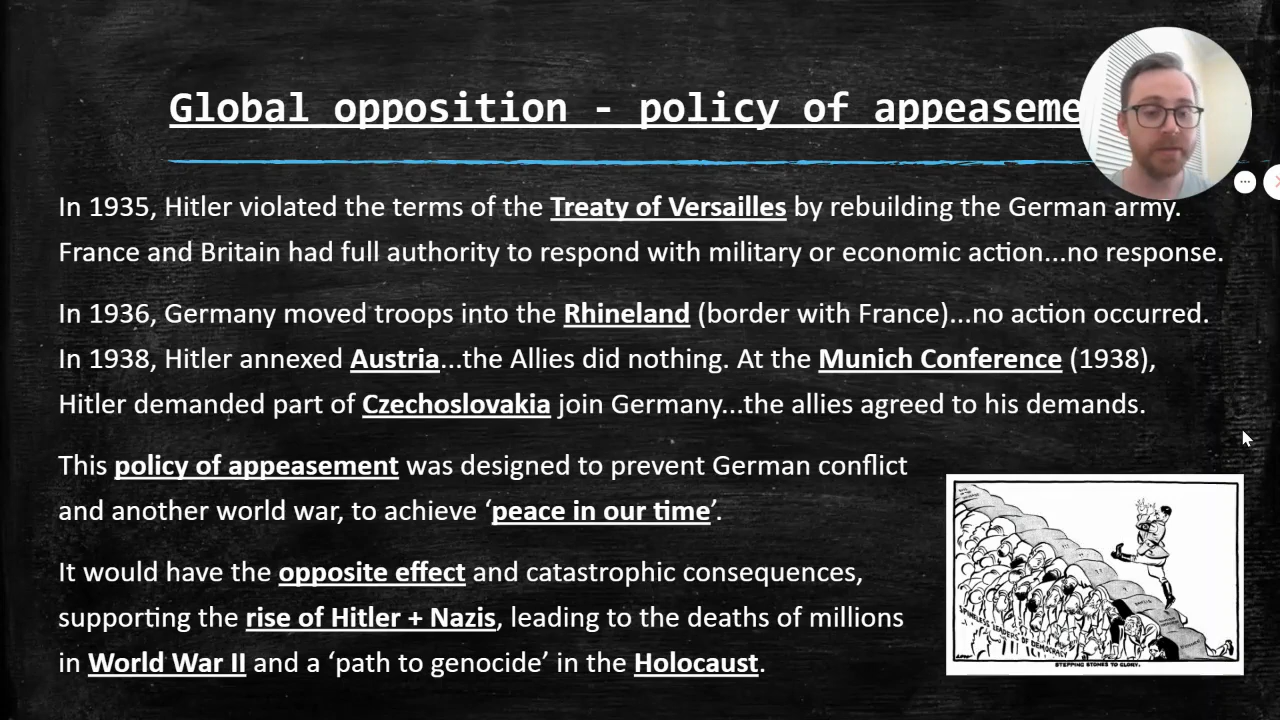 Global opposition - policy of appeaseme
In 1935, Hitler violated the terms of the Treaty of Versailles by rebuilding the German army.
France and Britain had full authority to respond with military or economic action...no response.
In 1936, Germany moved troops into the Rhineland (border with France)...no action occurred.
In 1938, Hitler annexed Austria...the Allies did nothing. At the Munich Conference (1938),
Hitler demanded part of Czechoslovakia join Germany...the allies agreed to his demands.
This policy of appeasement was designed to prevent German conflict
and another world war, to achieve ‘peace in our time’.
It would have the opposite effect and catastrophic consequences,
supporting the rise of Hitler + Nazis, leading to the deaths of millions
in World War II and a ‘path to genocide’ in the Holocaust.
SPINELESS LEADERS OF DEMOCRACY
STEPPING STONES TO GLORY.